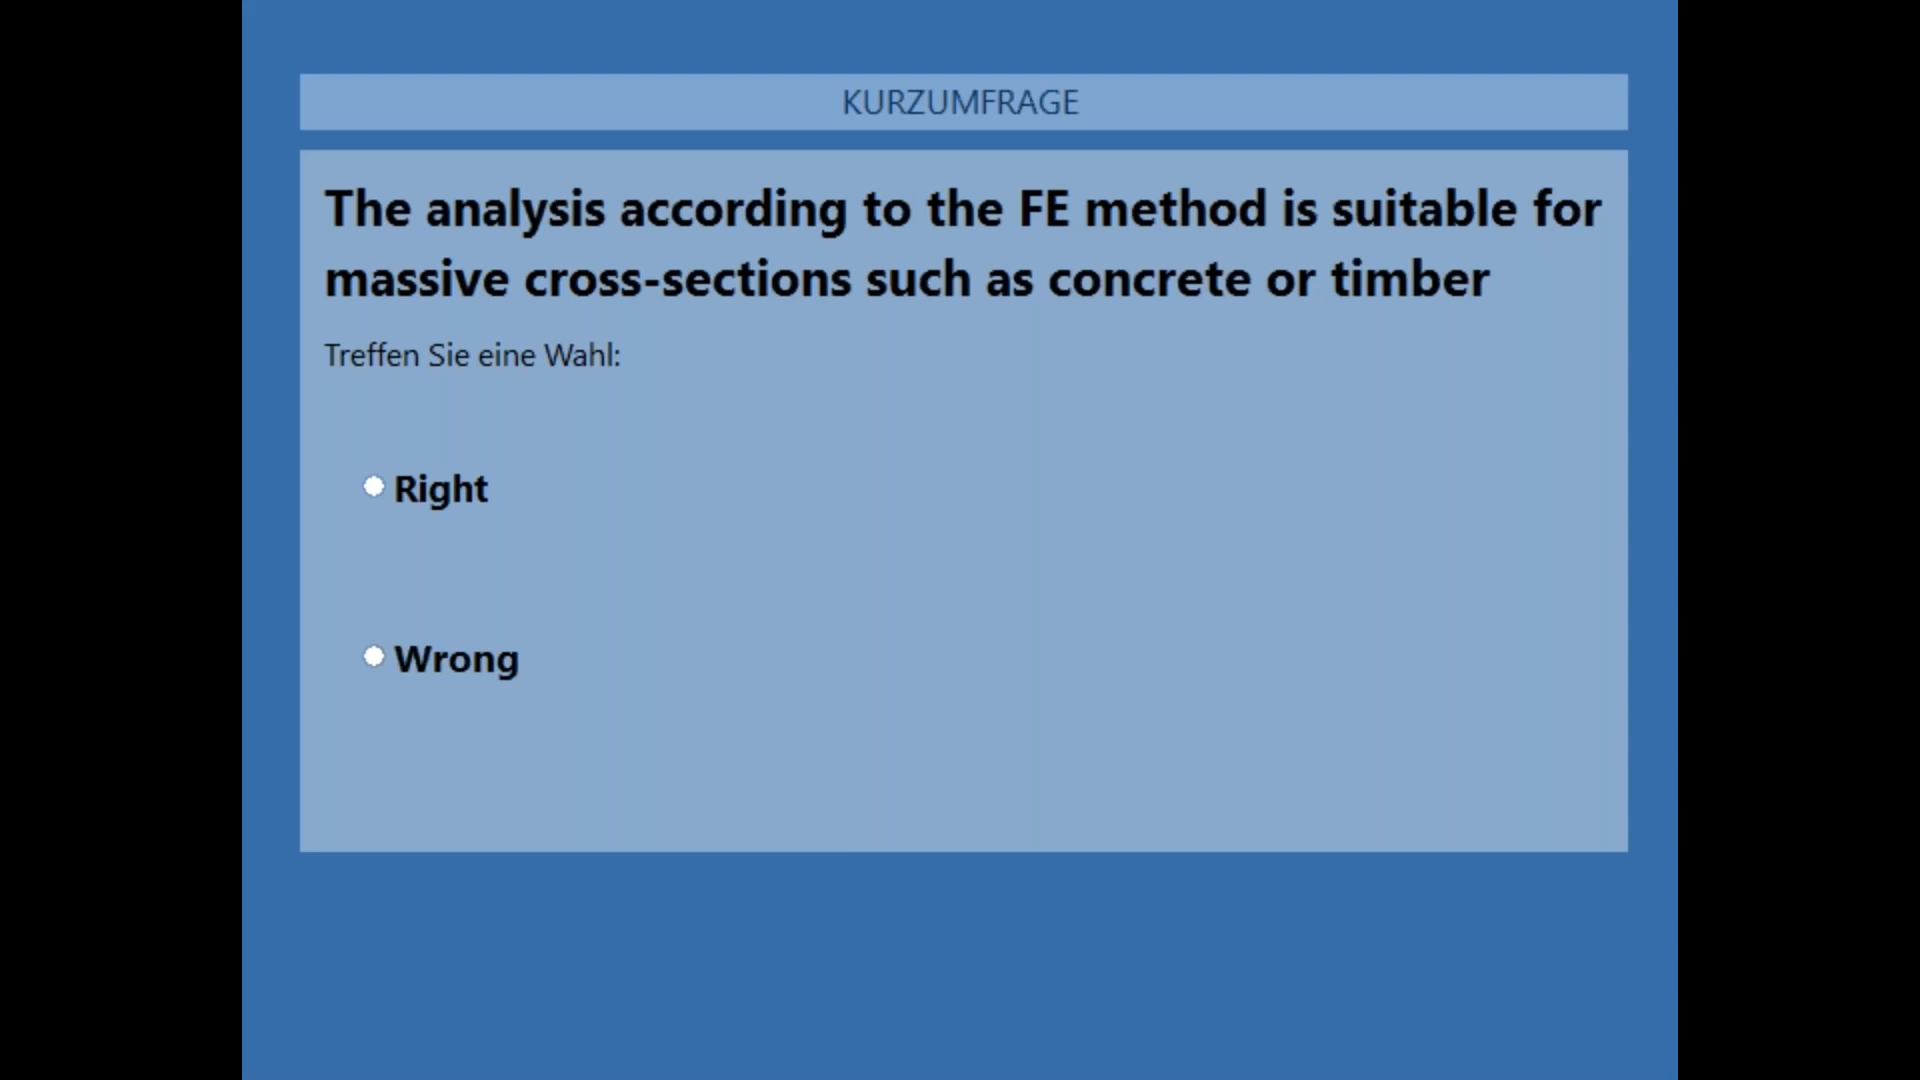 KURZUMFRAGE
The analysis according to the FE method is suitable for
massive cross-sections such as concrete or timber
Treffen Sie eine Wahl:
Right
Wrong